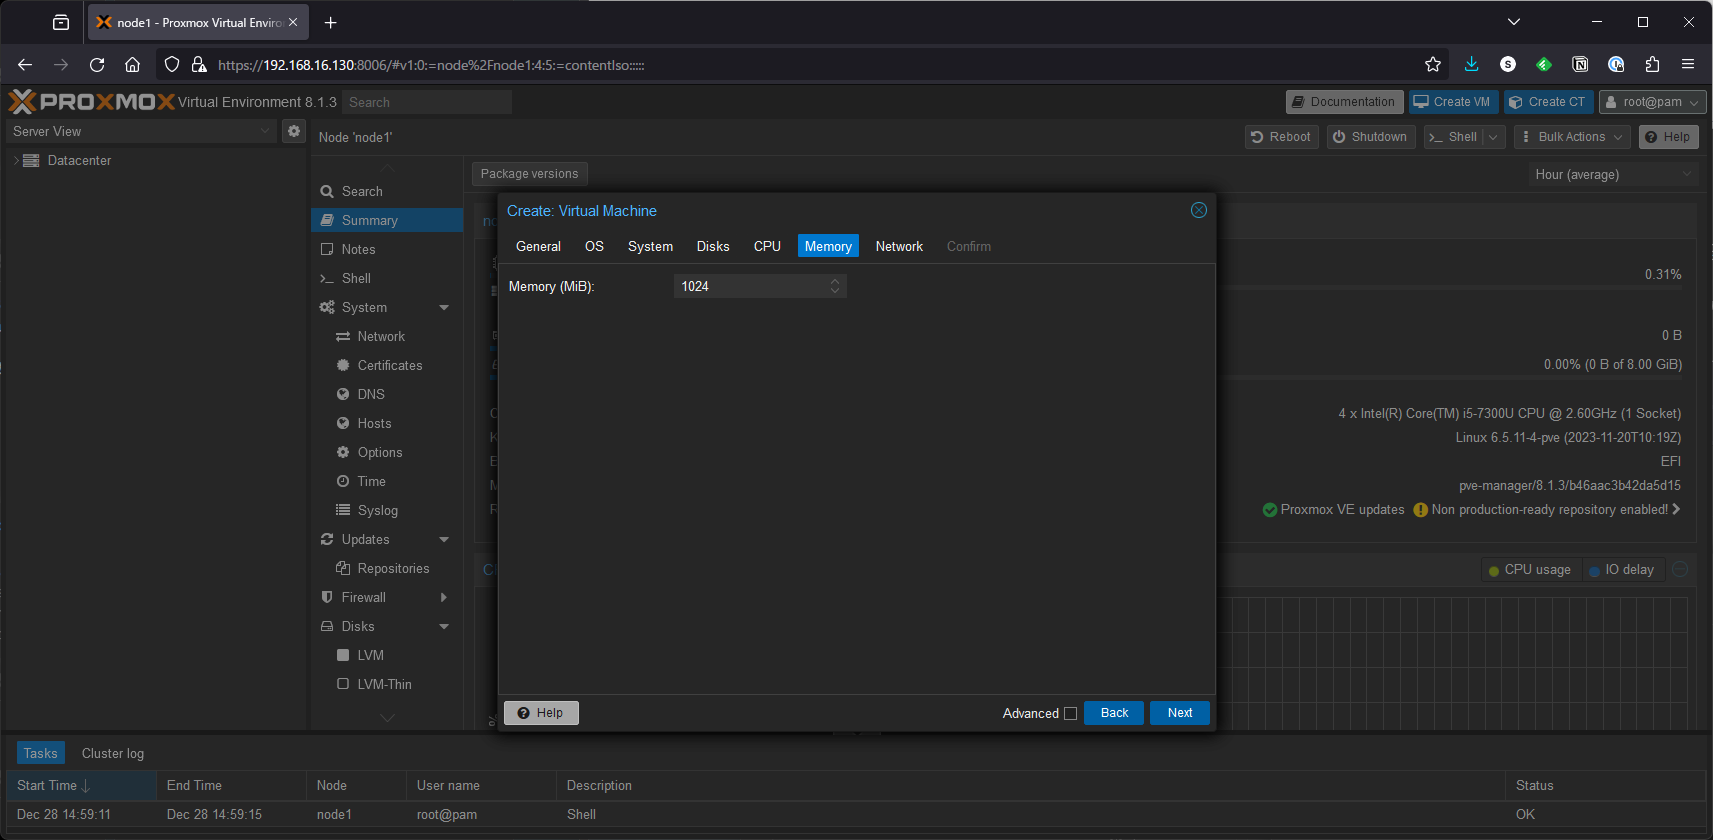 node1 - Proxmox Virtual Enviro
https://192.168.16.130:8006/#v1:0:=node%2Fnode1:4:5:=contentIso:::::
PROXMOX Virtual Environment 8.1.3 Search
Documentation Create VM Create CT root@pam
Server View
Node 'node1'
Reboot Shutdown Shell Bulk Actions Help
Datacenter
Package versions
Hour (average)
Search
Summary
Notes
Shell
System
Network
Certificates
DNS
Hosts
Options
Time
Syslog
Updates
Repositories
Firewall
Disks
LVM
LVM-Thin
Create: Virtual Machine
General OS System Disks CPU Memory Network Confirm
Memory (MiB): 1024
Help Advanced Back Next
0.31%
0 B
0.00% (0 B of 8.00 GiB)
4 x Intel(R) Core(TM) i5-7300U CPU @ 2.60GHz (1 Socket)
Linux 6.5.11-4-pve (2023-11-20T10:19Z)
EFI
pve-manager/8.1.3/b46aac3b42da5d15
Proxmox VE updates Non production-ready repository enabled!
CPU usage IO delay
Tasks Cluster log
Start Time End Time Node User name Description Status
Dec 28 14:59:11 Dec 28 14:59:15 node1 root@pam Shell OK